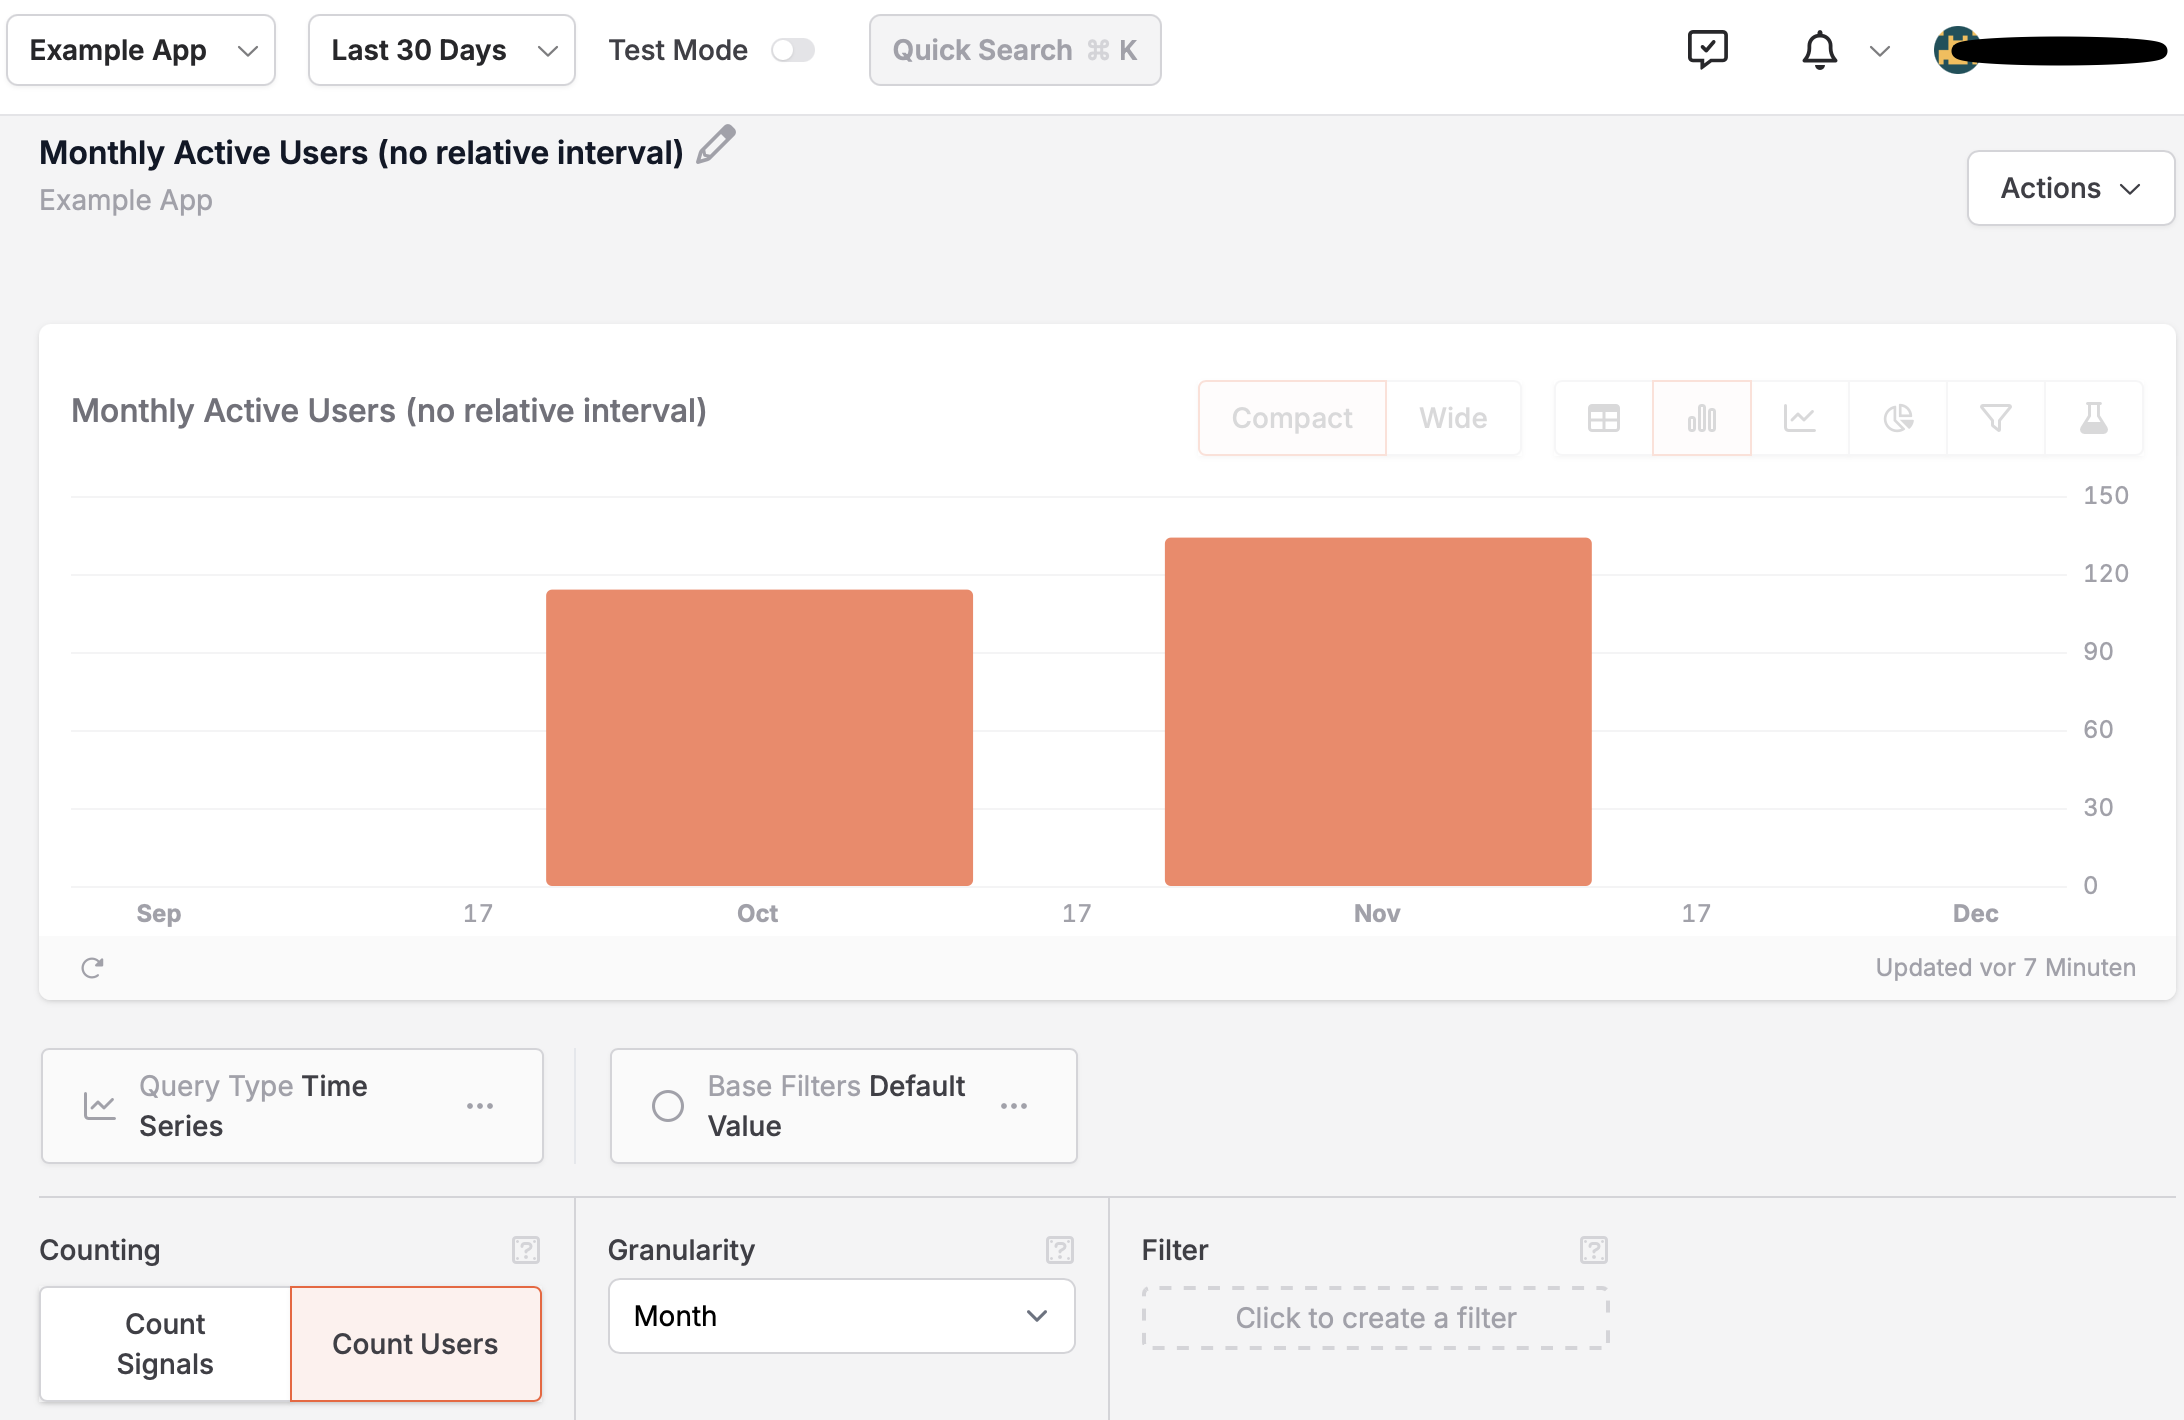 Example App
Last 30 Days
Test Mode
Quick Search ⌘ K
Monthly Active Users (no relative interval)
Example App
Actions
Monthly Active Users (no relative interval)
Compact
Wide
150
120
90
60
30
0
Sep
17
Oct
17
Nov
17
Dec
Updated vor 7 Minuten
Query Type Time
Series
Base Filters Default
Value
Counting
?
Granularity
?
Filter
?
Count
Signals
Count Users
Month
Click to create a filter